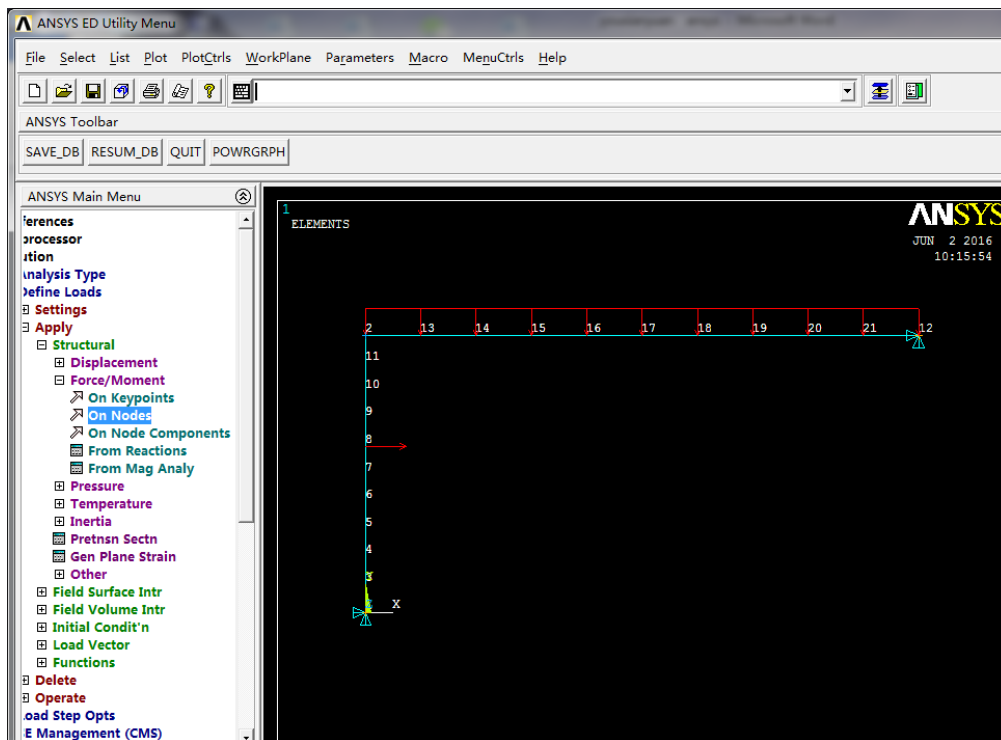 ANSYS ED Utility Menu
File Select List Plot PlotCtrls WorkPlane Parameters Macro MenuCtrls Help
ANSYS Toolbar
SAVE_DB RESUM_DB QUIT POWRGRPH
ANSYS Main Menu
ferences
processor
ution
Analysis Type
Define Loads
Settings
Apply
Structural
Displacement
Force/Moment
On Keypoints
On Nodes
On Node Components
From Reactions
From Mag Analy
Pressure
Temperature
Inertia
Pretnsn Sectn
Gen Plane Strain
Other
Field Surface Intr
Field Volume Intr
Initial Condit'n
Load Vector
Functions
Delete
Operate
oad Step Opts
E Management (CMS)
1
ELEMENTS
ANSYS
JUN 2 2016
10:15:54
2 13 14 15 16 17 18 19 20 21 12
11
10
9
8
7
6
5
4
3
X